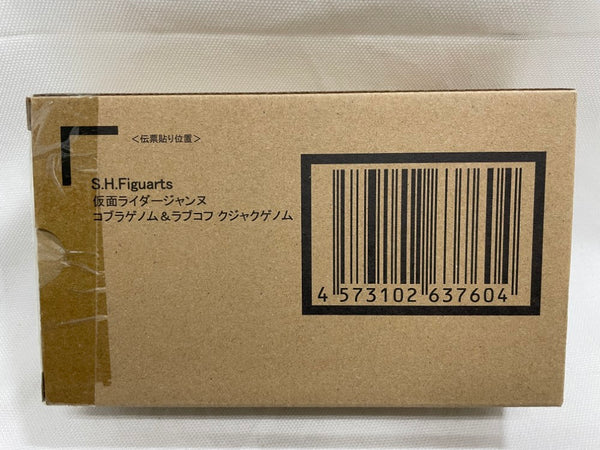 ＜伝票貼り位置＞
S.H.Figuarts
仮面ライダージャンヌ
コブラゲノム＆ラブコフ クジャクゲノム
4 573102 637604